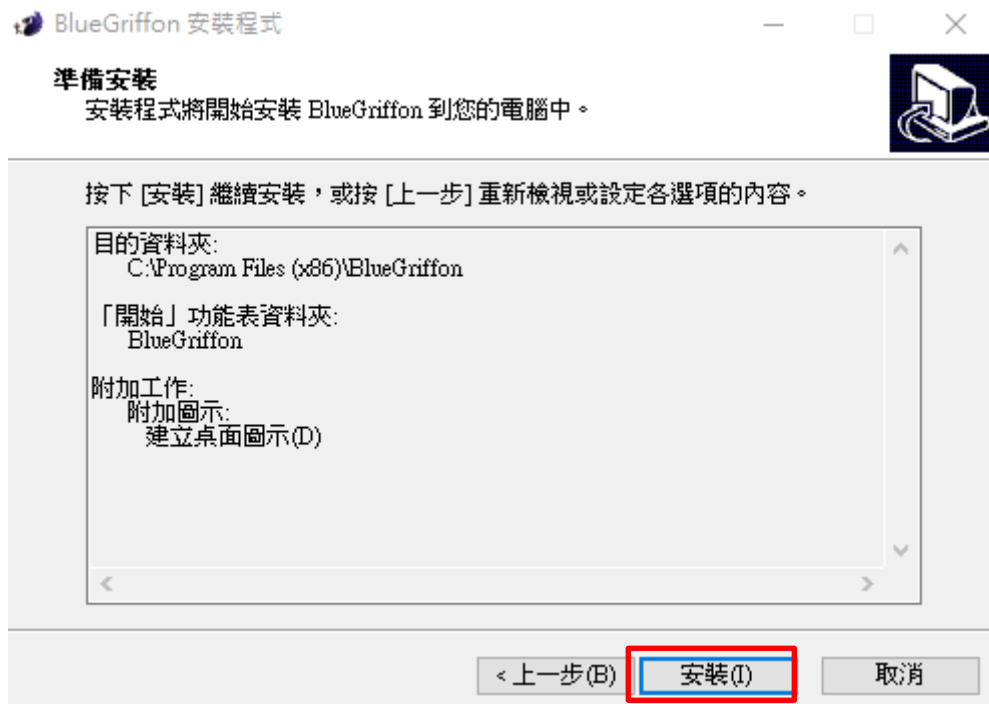 BlueGriffon 安裝程式
準備安裝
安裝程式將開始安裝 BlueGriffon 到您的電腦中。
按下 [安裝] 繼續安裝，或按 [上一步] 重新檢視或設定各選項的內容。
目的資料夾:
C:\Program Files (x86)\BlueGriffon
「開始」功能表資料夾:
BlueGriffon
附加工作:
附加圖示:
建立桌面圖示(D)
< 上一步(B) 安裝(I) 取消